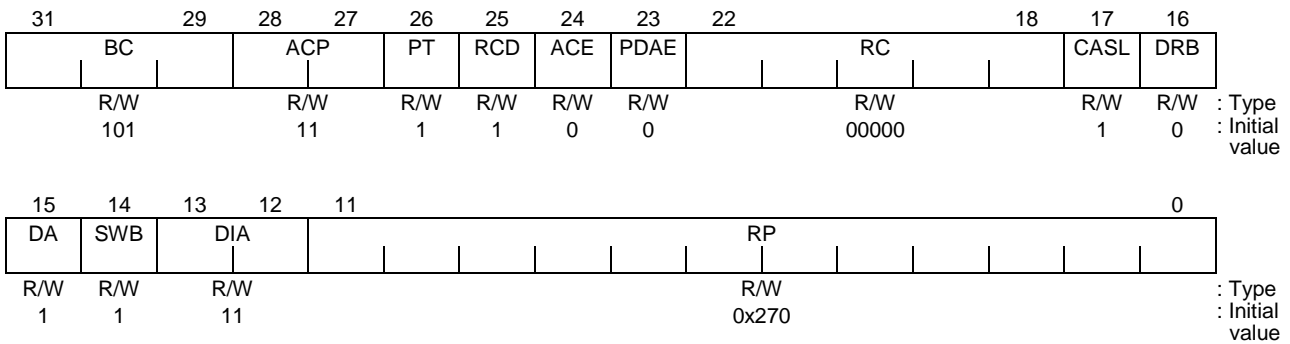 31 29 28 27 26 25 24 23 22 18 17 16
BC ACP PT RCD ACE PDAE RC CASL DRB
R/W R/W R/W R/W R/W R/W R/W R/W R/W : Type
101 11 1 1 0 0 00000 1 0 : Initial
value
15 14 13 12 11 0
DA SWB DIA RP
R/W R/W R/W R/W : Type
1 1 11 0x270 : Initial
value